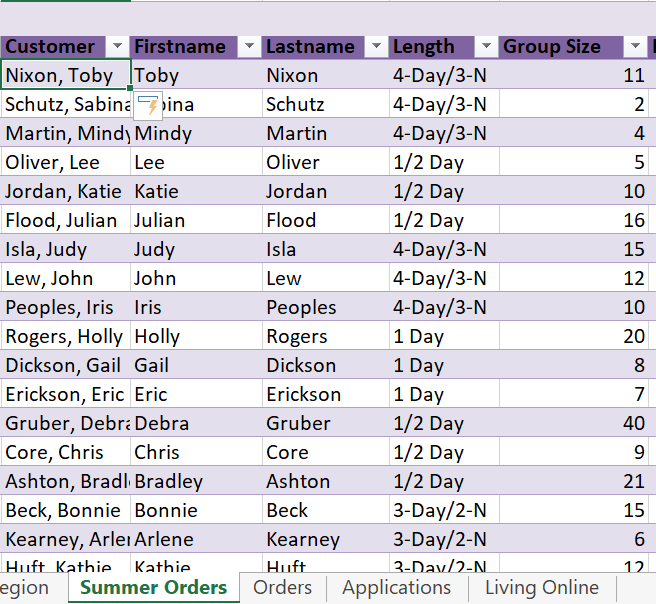 Customer Firstname Lastname Length Group Size
Nixon, Toby Toby Nixon 4-Day/3-N 11
Schutz, Sabina Schutz 4-Day/3-N 2
Martin, Mindy Mindy Martin 4-Day/3-N 4
Oliver, Lee Lee Oliver 1/2 Day 5
Jordan, Katie Katie Jordan 1/2 Day 10
Flood, Julian Julian Flood 1/2 Day 16
Isla, Judy Judy Isla 4-Day/3-N 15
Lew, John John Lew 4-Day/3-N 12
Peoples, Iris Iris Peoples 4-Day/3-N 10
Rogers, Holly Holly Rogers 1 Day 20
Dickson, Gail Gail Dickson 1 Day 8
Erickson, Eric Eric Erickson 1 Day 7
Gruber, Debra Debra Gruber 1/2 Day 40
Core, Chris Chris Core 1/2 Day 9
Ashton, Bradl Bradley Ashton 1/2 Day 21
Beck, Bonnie Bonnie Beck 3-Day/2-N 15
Kearney, Arlen Arlene Kearney 3-Day/2-N 6
Huft, Kathie Kathie Huft 3-Day/2-N 12
egion Summer Orders Orders Applications Living Online